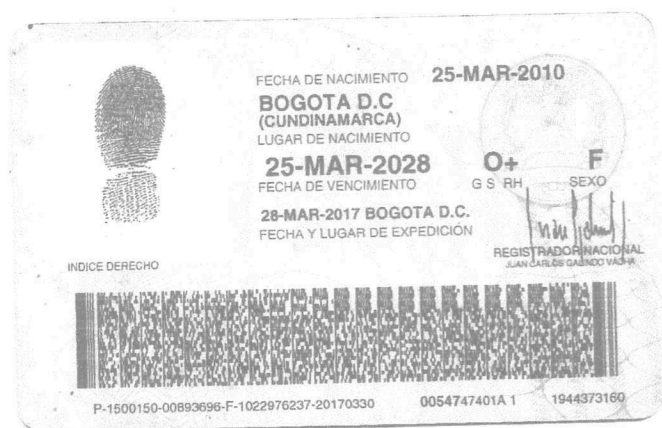 FECHA DE NACIMIENTO 25-MAR-2010
BOGOTA D.C
(CUNDINAMARCA)
LUGAR DE NACIMIENTO
25-MAR-2028 O+ F
FECHA DE VENCIMIENTO G S RH SEXO
28-MAR-2017 BOGOTA D.C.
FECHA Y LUGAR DE EXPEDICIÓN
REGISTRADOR NACIONAL
JUAN CARLOS GALINDO VACHA
INDICE DERECHO
P-1500150-00893696-F-1022976237-20170330 0054747401A 1 1944373160